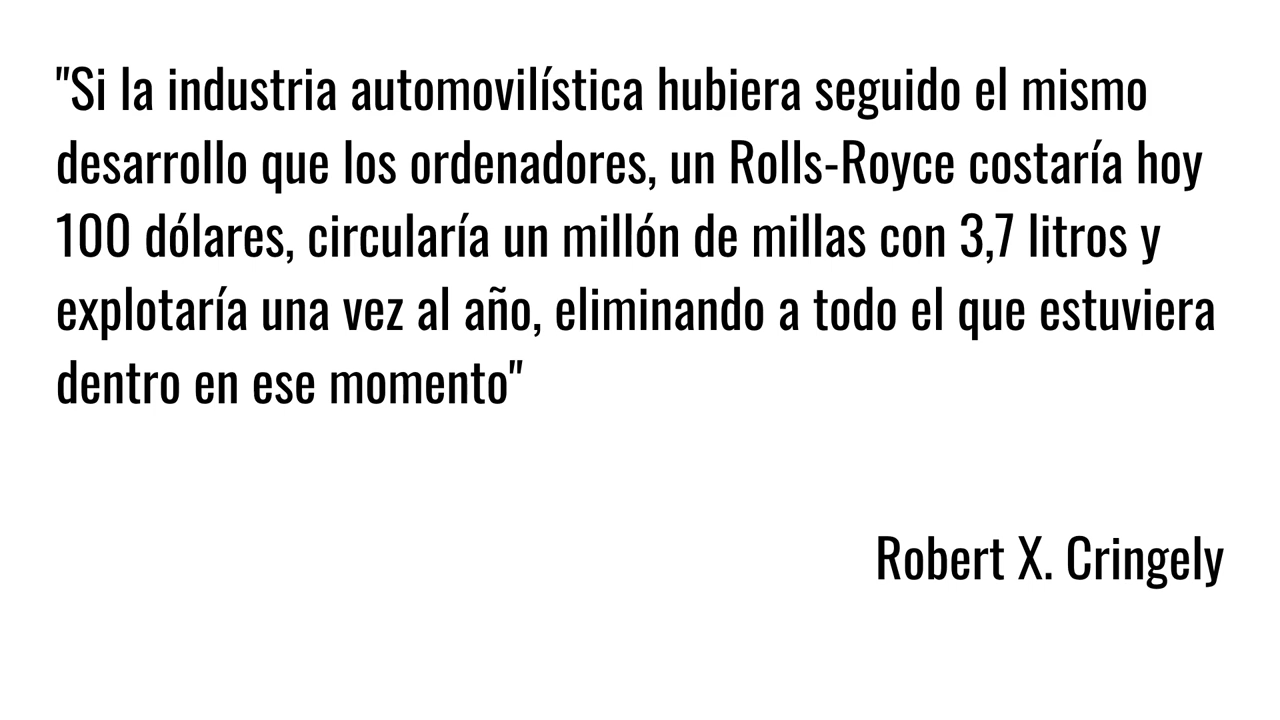 "Si la industria automovilística hubiera seguido el mismo
desarrollo que los ordenadores, un Rolls-Royce costaría hoy
100 dólares, circularía un millón de millas con 3,7 litros y
explotaría una vez al año, eliminando a todo el que estuviera
dentro en ese momento"
Robert X. Cringely